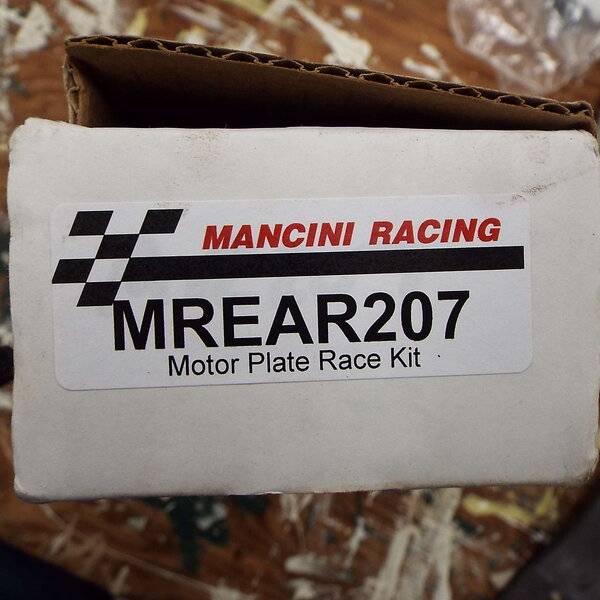 MANCINI RACING
MREAR207
Motor Plate Race Kit